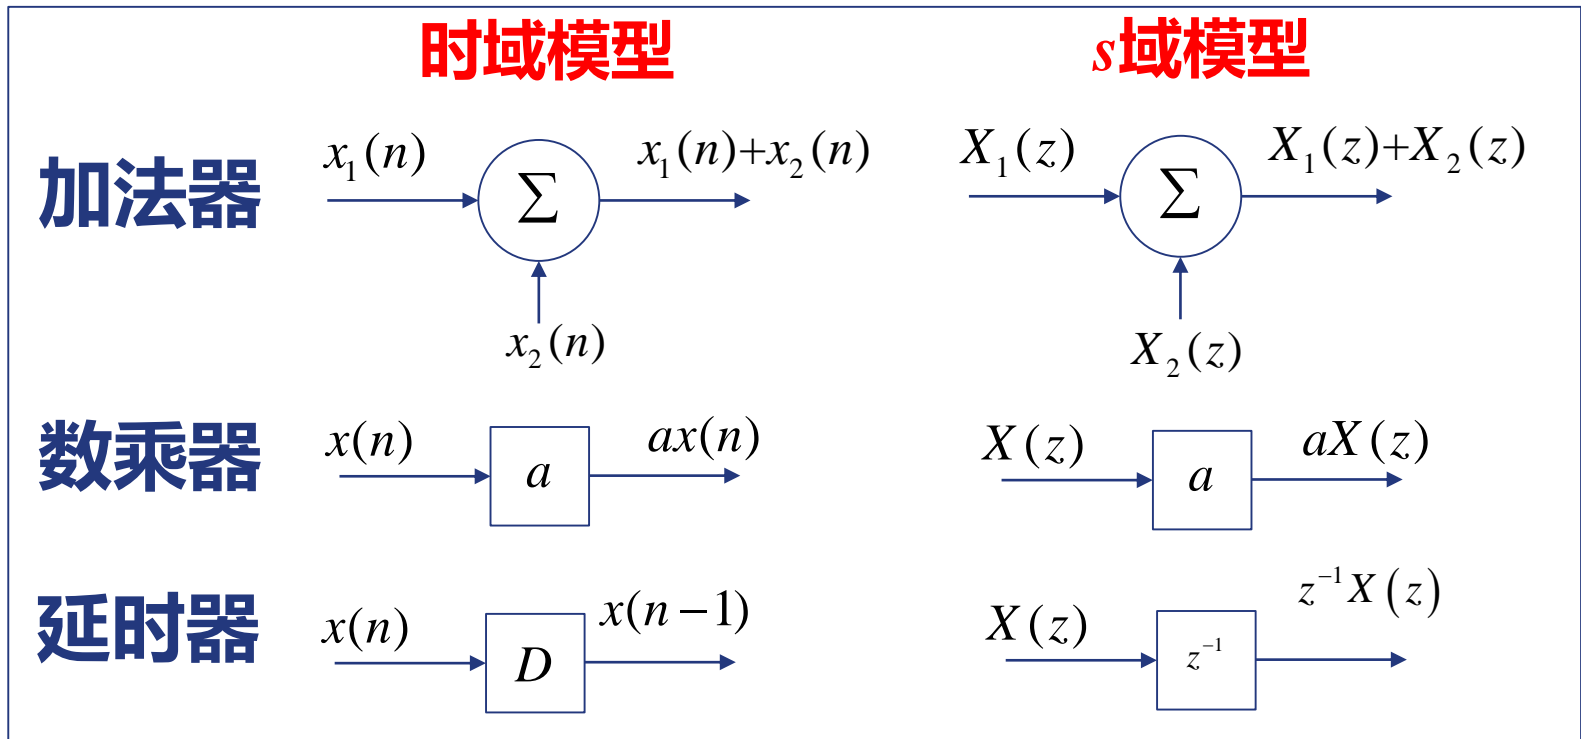 时域模型 s域模型
加法器 x₁(n) Σ x₁(n)+x₂(n) X₁(z) Σ X₁(z)+X₂(z)
x₂(n) X₂(z)
数乘器 x(n) a ax(n) X(z) a aX(z)
延时器 x(n) D x(n−1) X(z) z⁻¹ z⁻¹X(z)